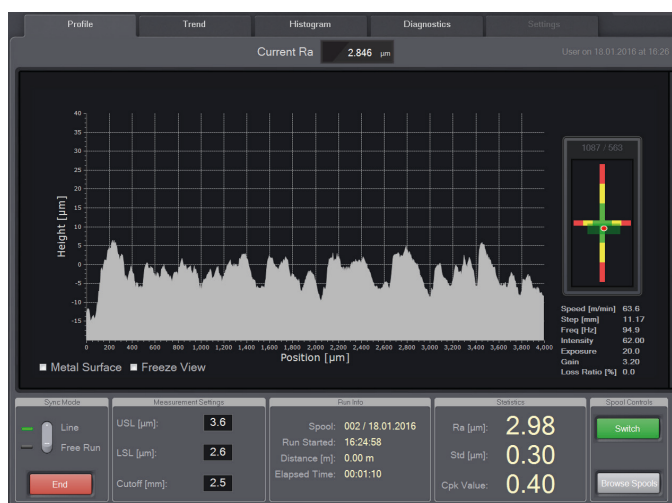 Profile Trend Histogram Diagnostics Settings
Current Ra 2.846 µm User on 18.01.2016 at 16:26
1087 / 563
Height [µm]
40
35
30
25
20
15
10
5
0
-5
-10
-15
0 200 400 600 800 1,000 1,200 1,400 1,600 1,800 2,000 2,200 2,400 2,600 2,800 3,000 3,200 3,400 3,600 3,800 4,000
Position [µm]
Metal Surface Freeze View
Speed [m/min] 63.6
Step [mm] 11.17
Freq [Hz] 94.9
Intensity 62.00
Exposure 20.0
Gain 3.20
Loss Ratio [%] 0.0
Sync Mode
Line
Free Run
End
Measurement Settings
USL [µm]: 3.6
LSL [µm]: 2.6
Cutoff [mm]: 2.5
Run Info
Spool: 002 / 18.01.2016
Run Started: 16:24:58
Distance [m]: 0.00 m
Elapsed Time: 00:01:10
Statistics
Ra [µm]: 2.98
Std [µm]: 0.30
Cpk Value: 0.40
Spool Controls
Switch
Browse Spools